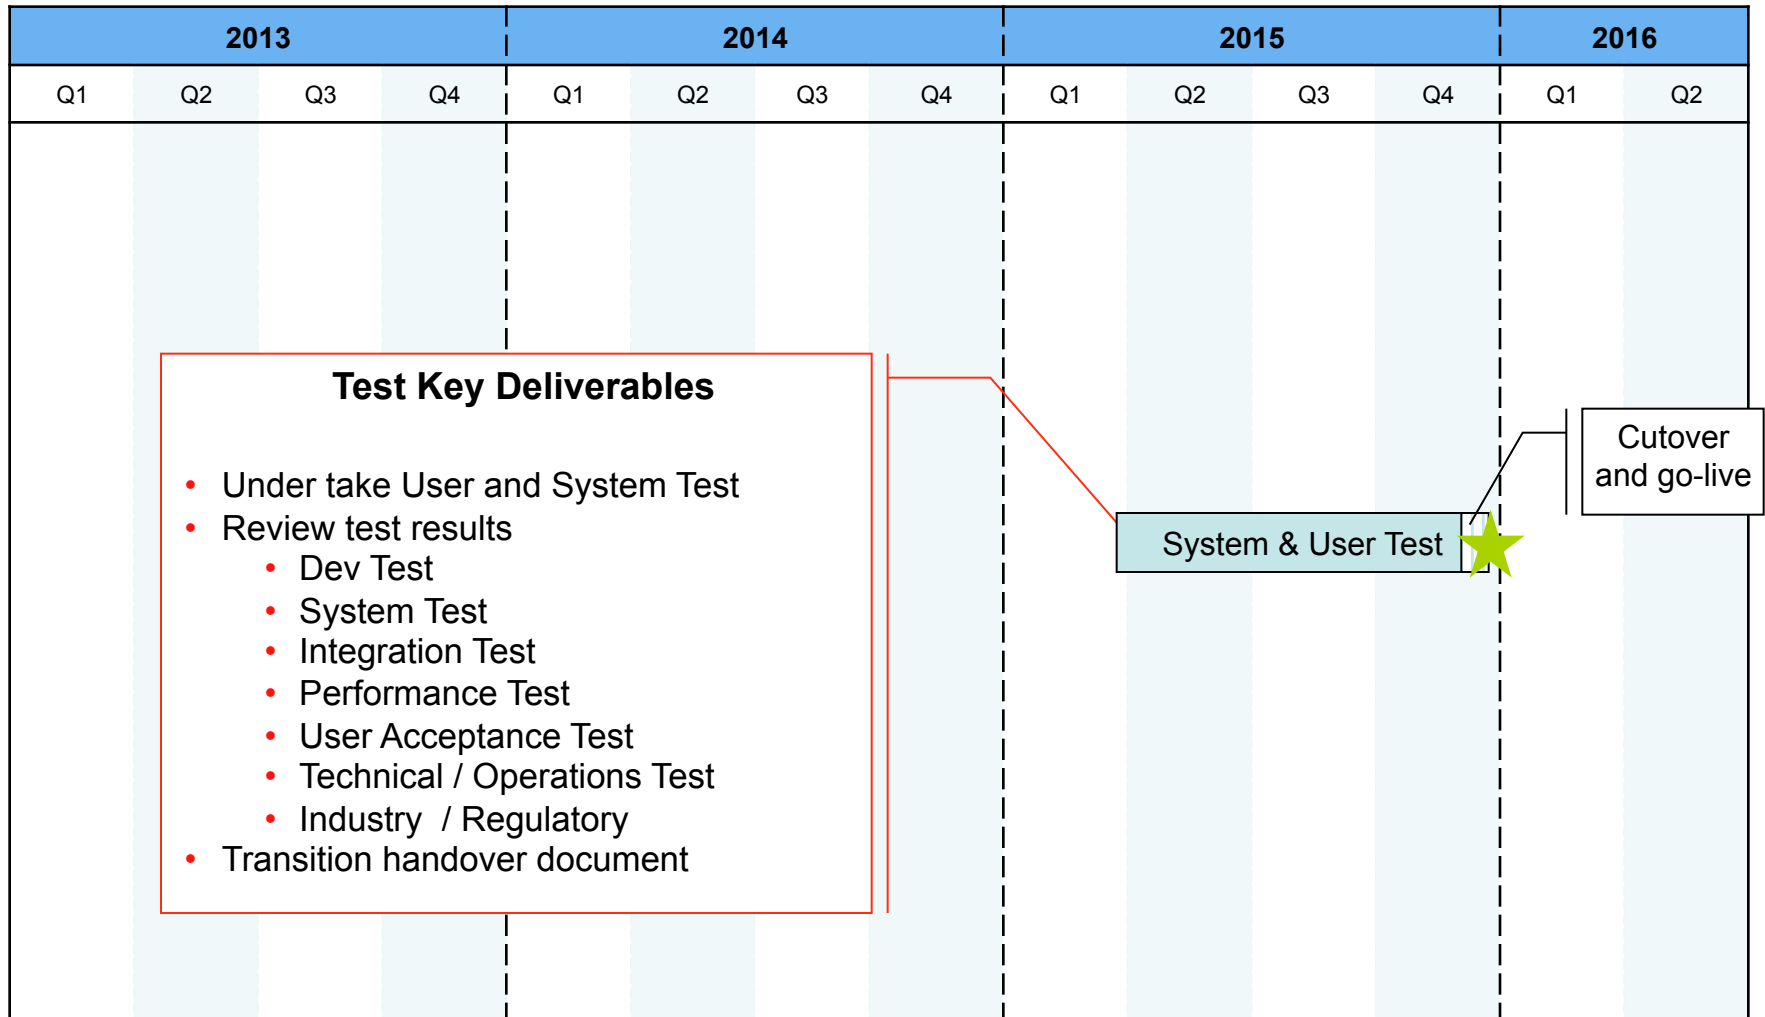 2013 2014 2015 2016
Q1 Q2 Q3 Q4 Q1 Q2 Q3 Q4 Q1 Q2 Q3 Q4 Q1 Q2
Test Key Deliverables
• Under take User and System Test
• Review test results
• Dev Test
• System Test
• Integration Test
• Performance Test
• User Acceptance Test
• Technical / Operations Test
• Industry / Regulatory
• Transition handover document
System & User Test
Cutover
and go-live